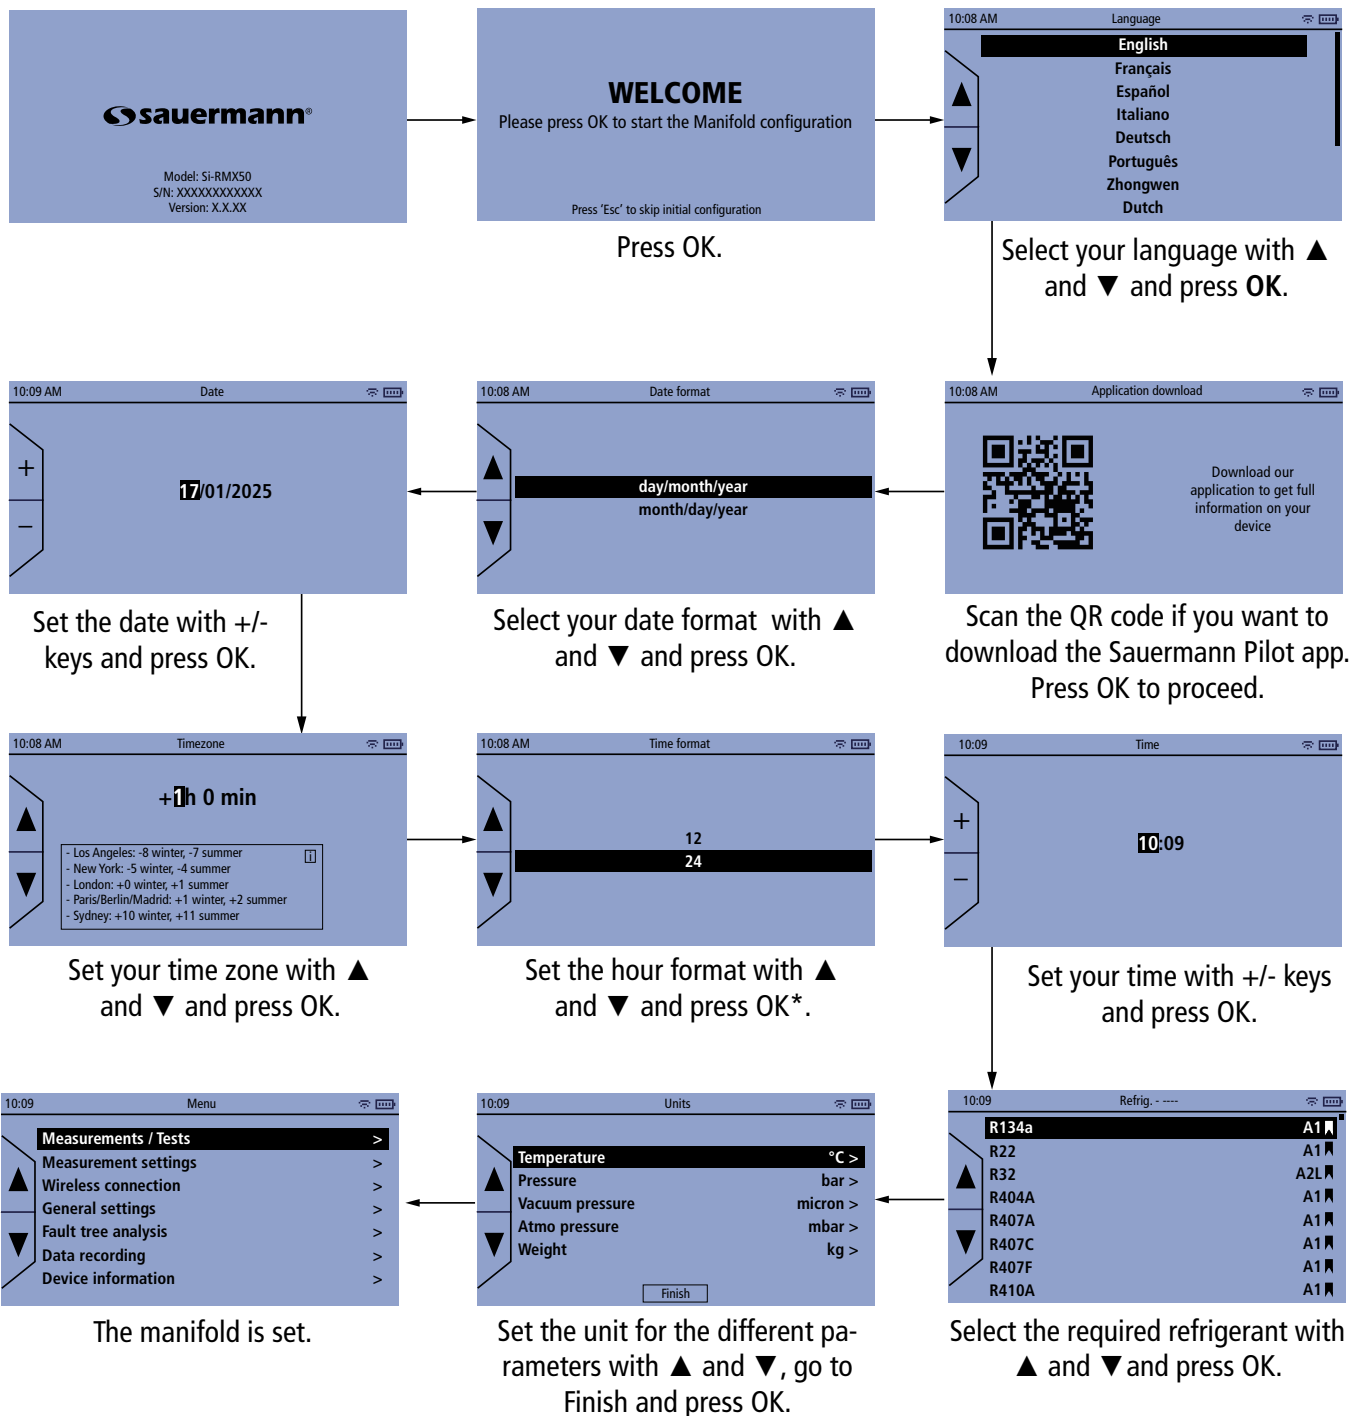 sauermann®
Model: Si-RMX50
S/N: XXXXXXXXXXXX
Version: X.X.XX
WELCOME
Please press OK to start the Manifold configuration
Press 'Esc' to skip initial configuration
Press OK.
10:08 AM Language
English
Français
Español
Italiano
Deutsch
Português
Zhongwen
Dutch
Select your language with ▲
and ▼ and press OK.
10:08 AM Application download
Download our
application to get full
information on your
device
Scan the QR code if you want to
download the Sauermann Pilot app.
Press OK to proceed.
10:08 AM Date format
day/month/year
month/day/year
Select your date format with ▲
and ▼ and press OK.
10:09 AM Date
+
17/01/2025
–
Set the date with +/-
keys and press OK.
10:08 AM Timezone
+1h 0 min
- Los Angeles: -8 winter, -7 summer
- New York: -5 winter, -4 summer
- London: +0 winter, +1 summer
- Paris/Berlin/Madrid: +1 winter, +2 summer
- Sydney: +10 winter, +11 summer
i
Set your time zone with ▲
and ▼ and press OK.
10:08 AM Time format
12
24
Set the hour format with ▲
and ▼ and press OK*.
10:09 Time
+
10:09
–
Set your time with +/- keys
and press OK.
10:09 Refrig. - ----
R134a A1
R22 A1
R32 A2L
R404A A1
R407A A1
R407C A1
R407F A1
R410A A1
Select the required refrigerant with
▲ and ▼and press OK.
10:09 Units
Temperature °C >
Pressure bar >
Vacuum pressure micron >
Atmo pressure mbar >
Weight kg >
Finish
Set the unit for the different pa-
rameters with ▲ and ▼, go to
Finish and press OK.
10:09 Menu
Measurements / Tests >
Measurement settings >
Wireless connection >
General settings >
Fault tree analysis >
Data recording >
Device information >
The manifold is set.